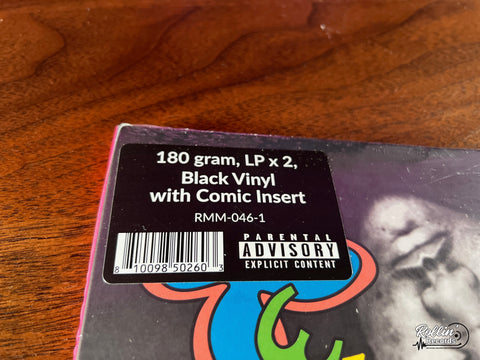 180 gram, LP x 2,
Black Vinyl
with Comic Insert
RMM-046-1
PARENTAL
ADVISORY
EXPLICIT CONTENT
8 10098 50260 3
Rollin'
Records